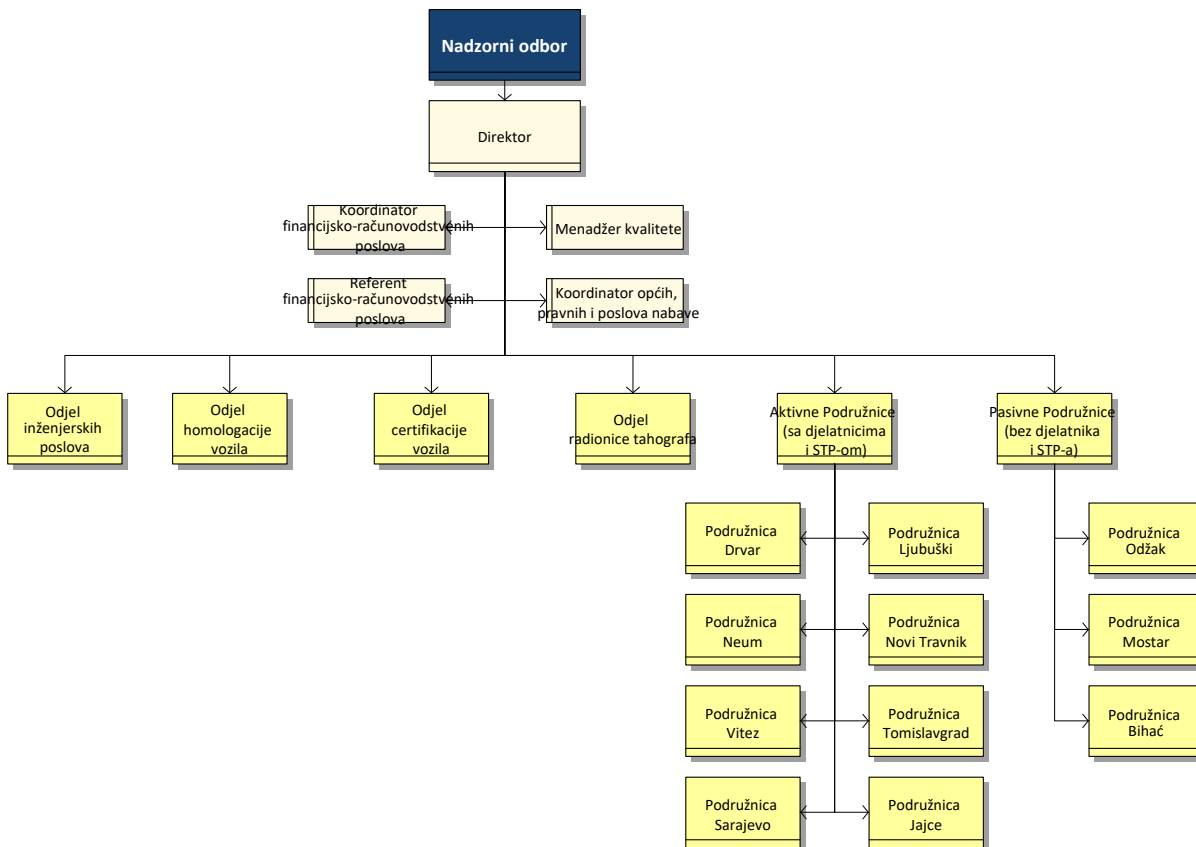 Nadzorni odbor
Direktor
Koordinator
financijsko-računovodstvenih
poslova
Menadžer kvalitete
Referent
financijsko-računovodstvenih
poslova
Koordinator općih,
pravnih i poslova nabave
Odjel
inženjerskih
poslova
Odjel
homologacije
vozila
Odjel
certifikacije
vozila
Odjel
radionice tahografa
Aktivne Podružnice
(sa djelatnicima
i STP-om)
Pasivne Podružnice
(bez djelatnika
i STP-a)
Podružnica
Drvar
Podružnica
Ljubuški
Podružnica
Odžak
Podružnica
Neum
Podružnica
Novi Travnik
Podružnica
Mostar
Podružnica
Vitez
Podružnica
Tomislavgrad
Podružnica
Bihać
Podružnica
Sarajevo
Podružnica
Jajce